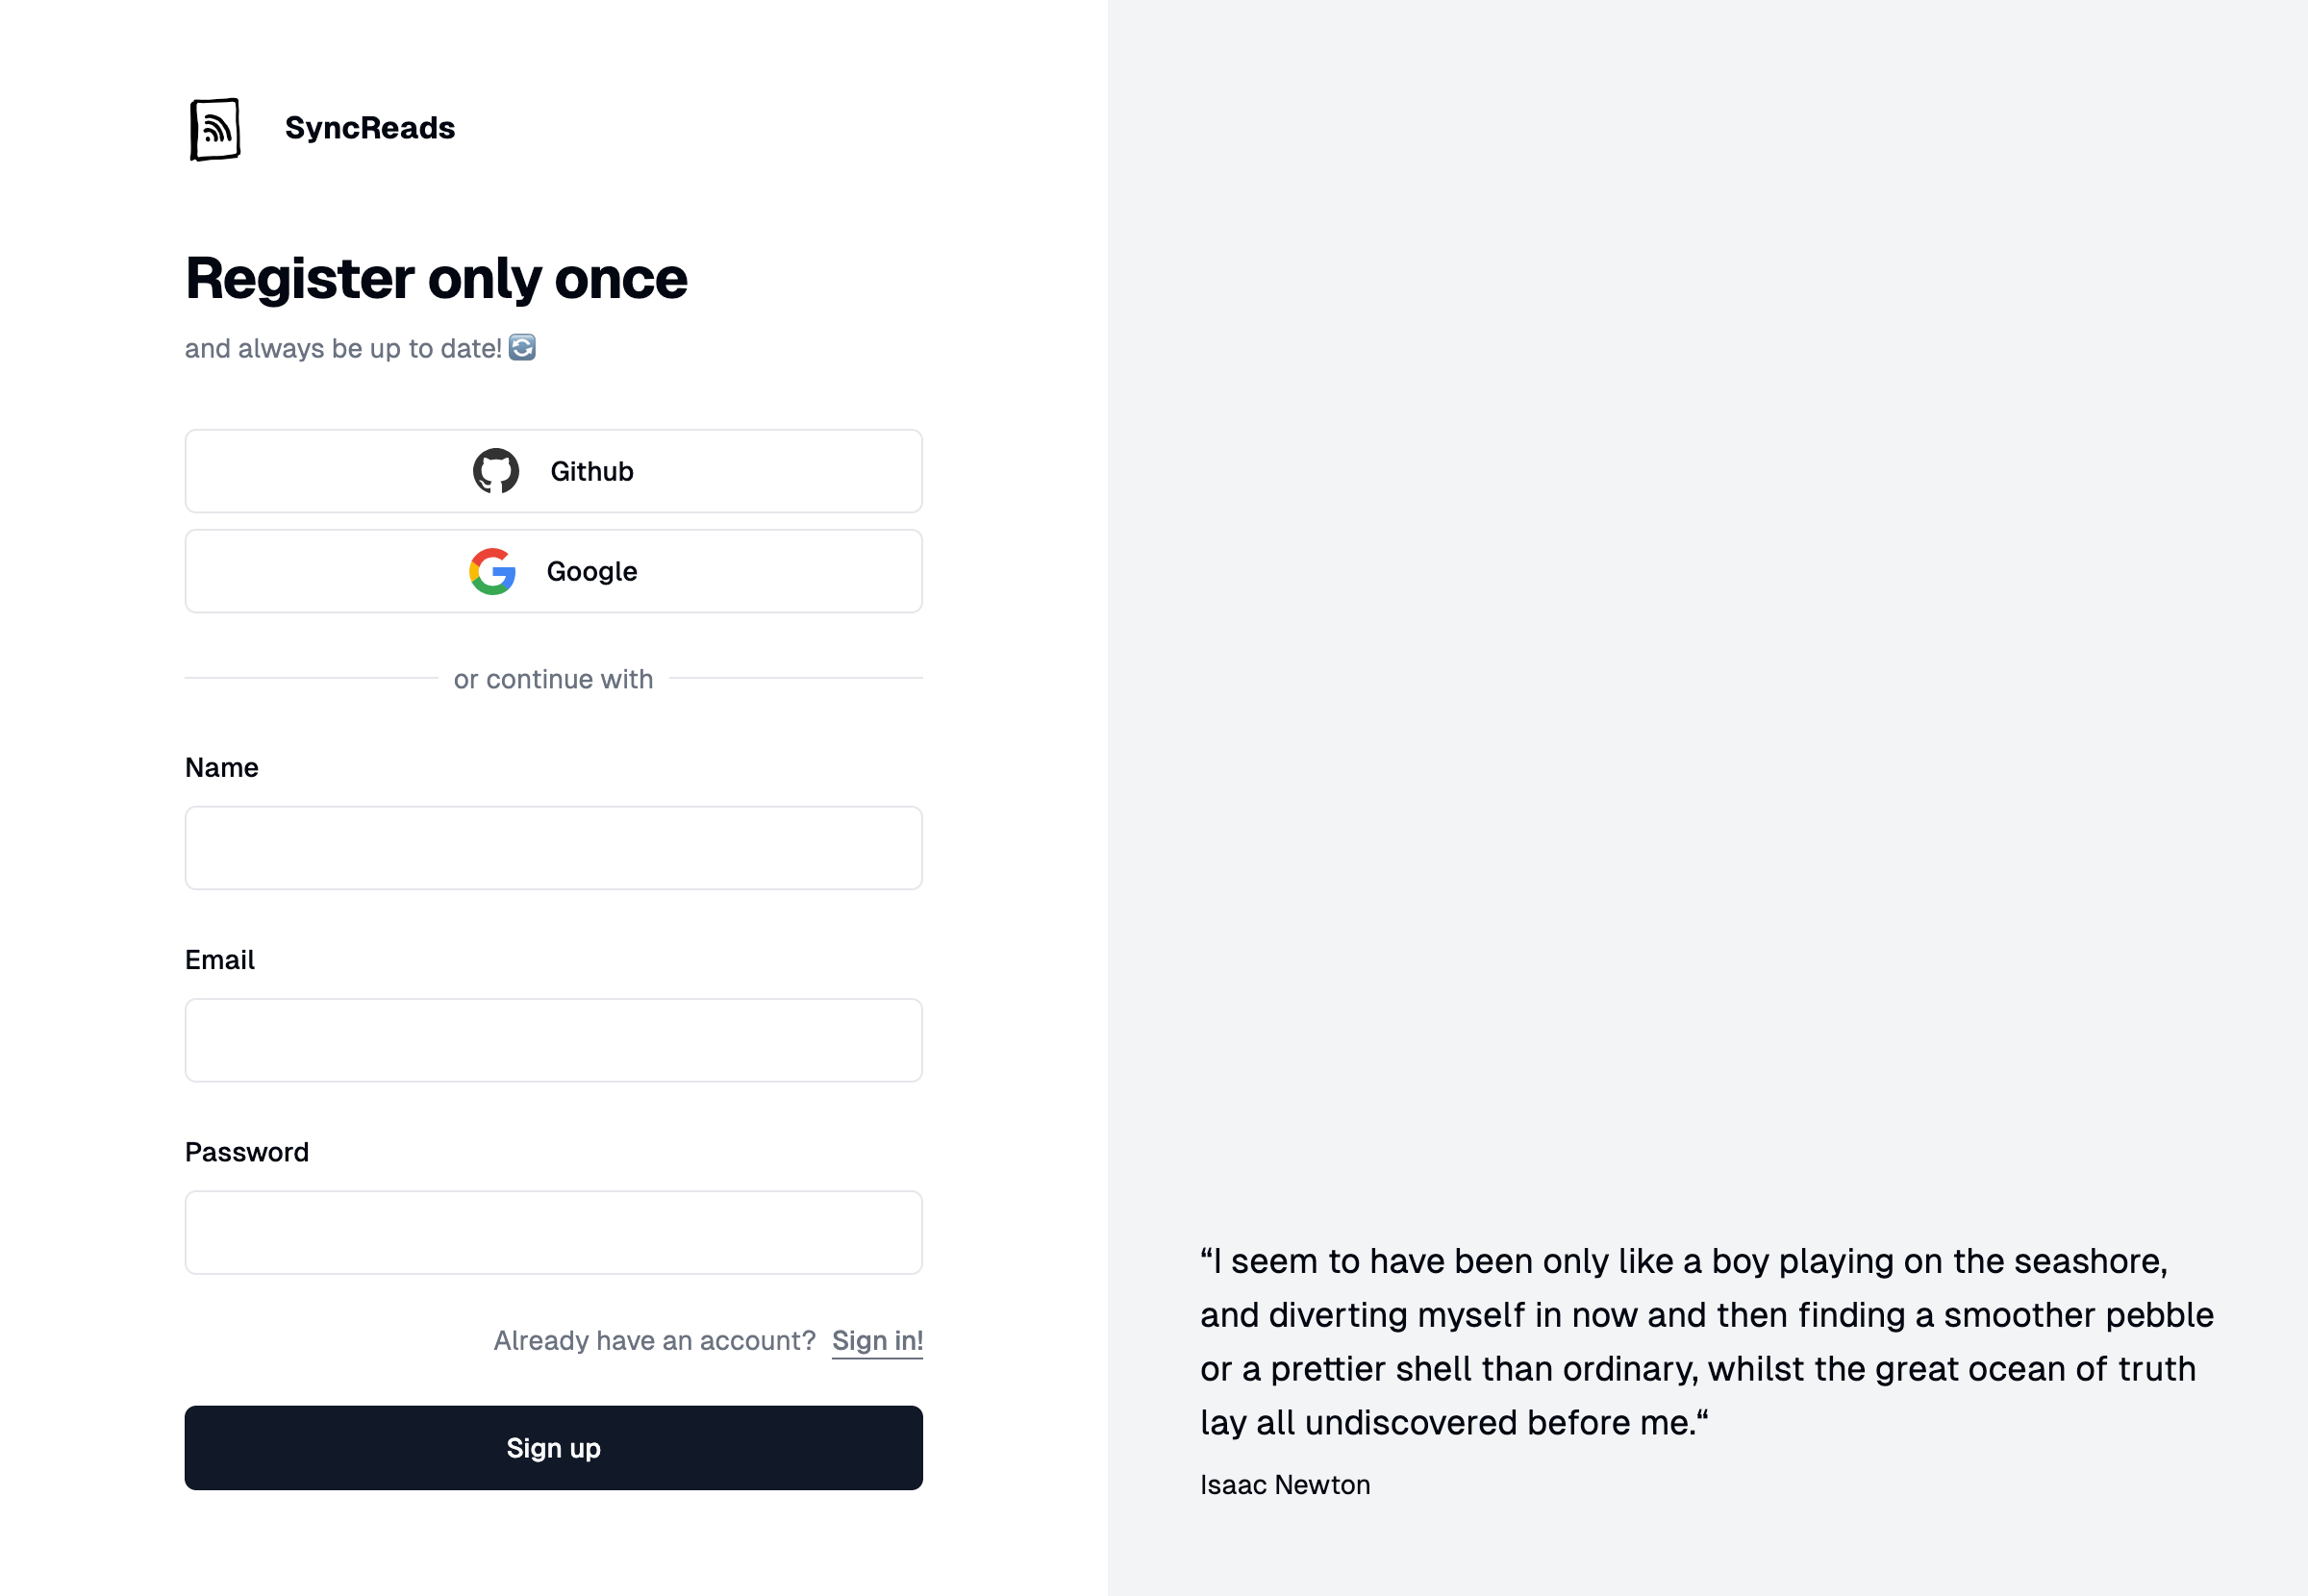 SyncReads
Register only once
and always be up to date! 🔄
Github
Google
or continue with
Name
Email
Password
Already have an account? Sign in!
Sign up
“I seem to have been only like a boy playing on the seashore,
and diverting myself in now and then finding a smoother pebble
or a prettier shell than ordinary, whilst the great ocean of truth
lay all undiscovered before me.“
Isaac Newton